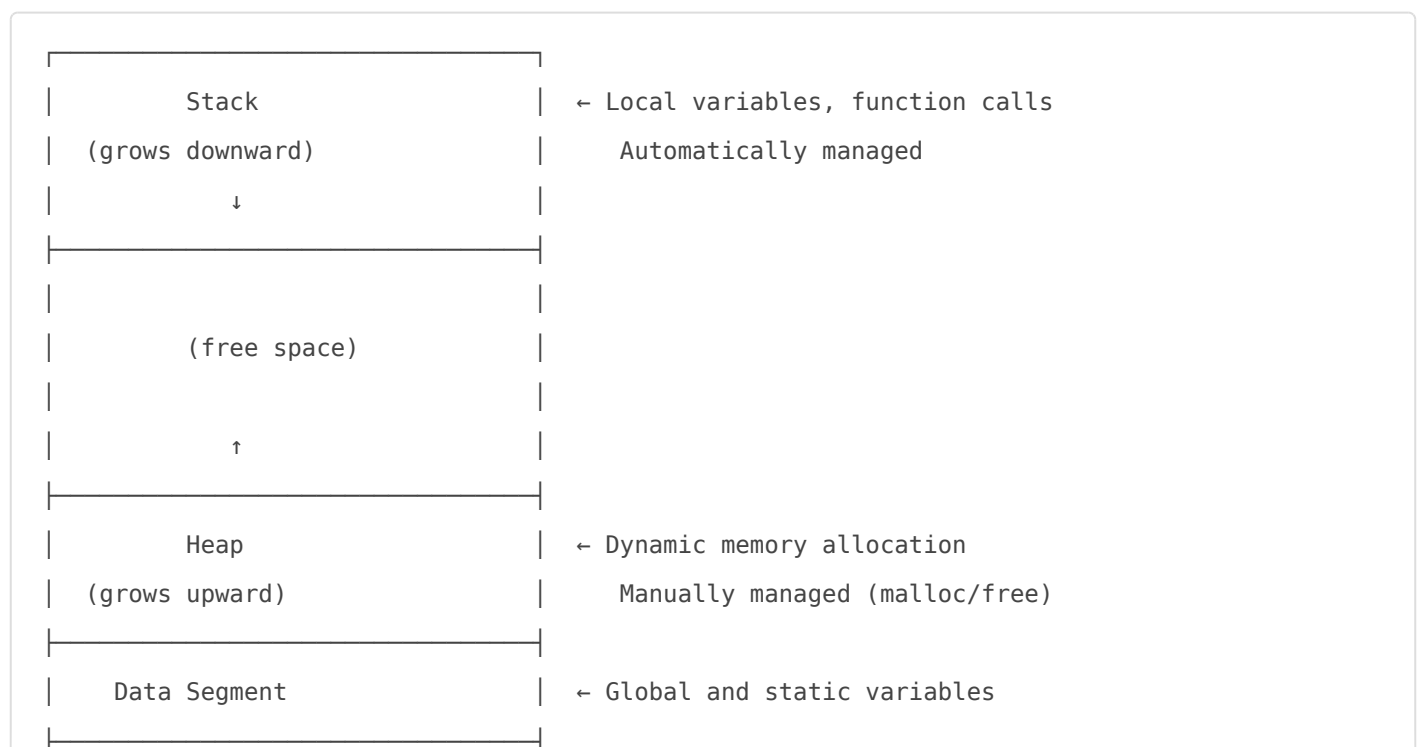 Stack ← Local variables, function calls
(grows downward) Automatically managed
↓
(free space)
↑
Heap ← Dynamic memory allocation
(grows upward) Manually managed (malloc/free)
Data Segment ← Global and static variables